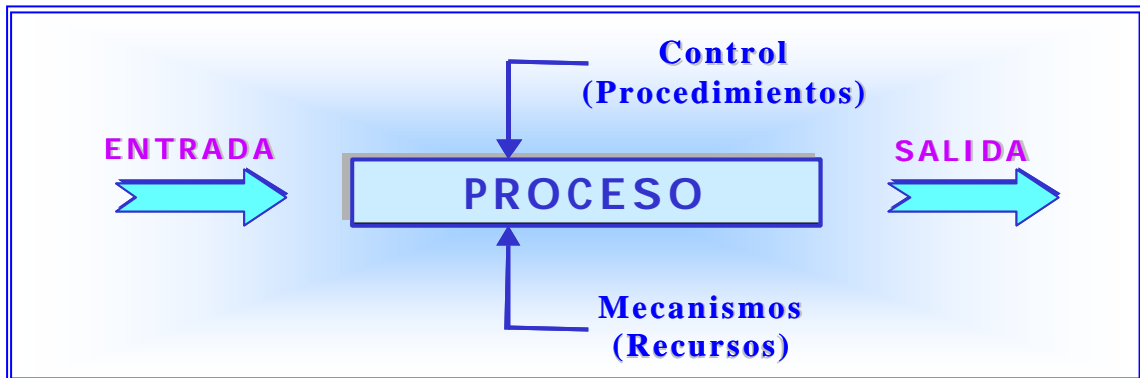 Control
(Procedimientos)
ENTRADA
SALIDA
PROCESO
Mecanismos
(Recursos)